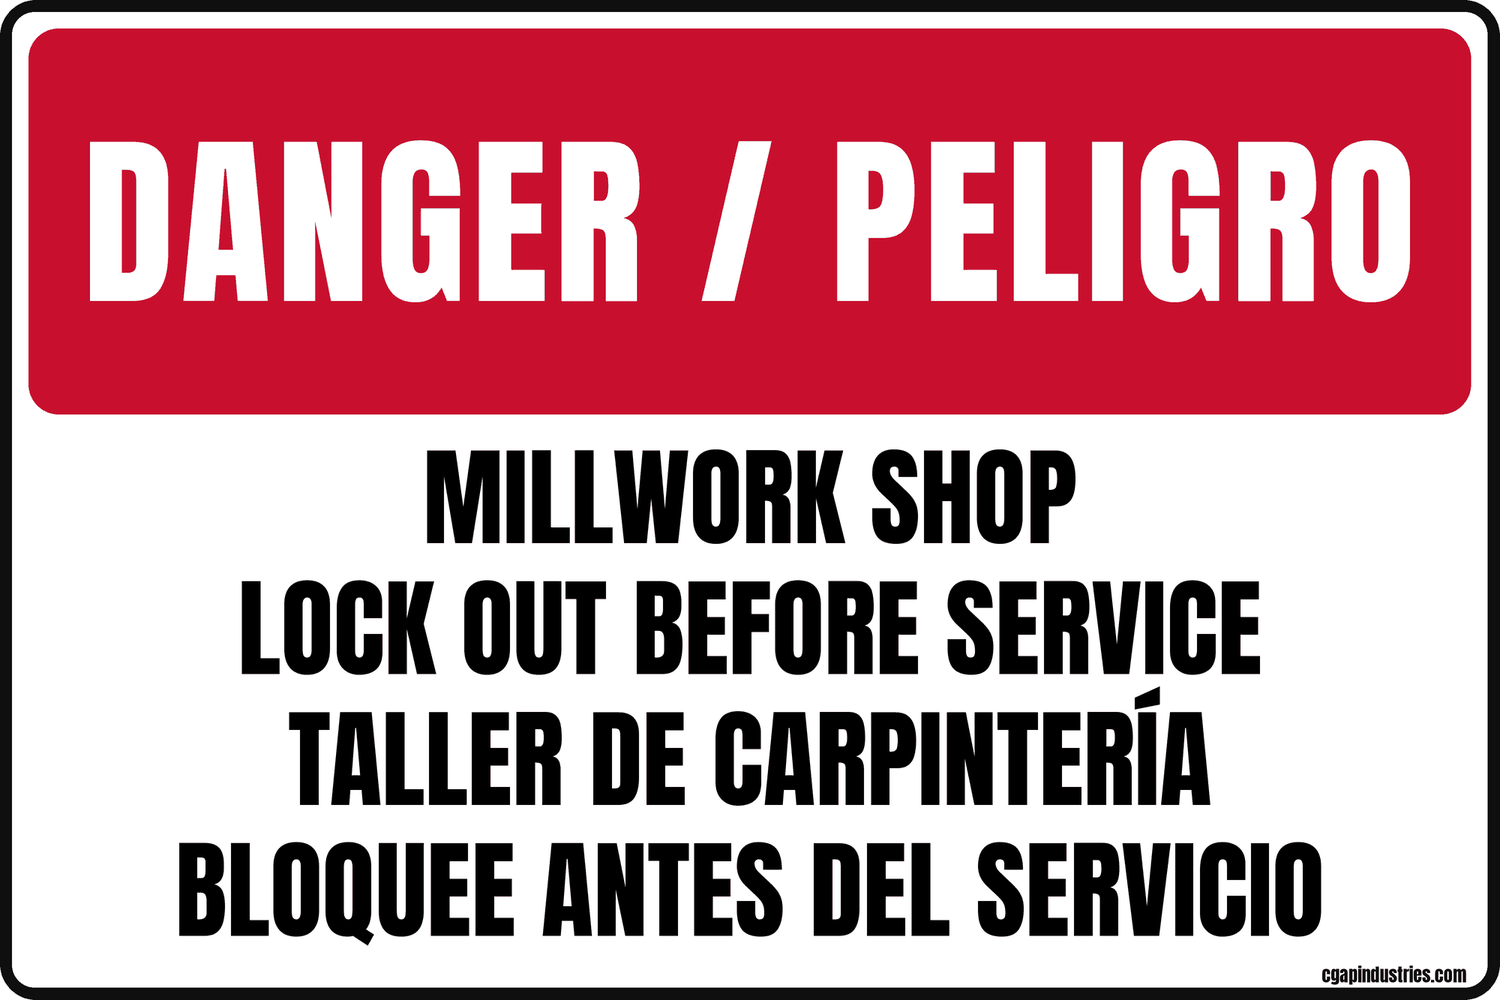 DANGER / PELIGRO
MILLWORK SHOP
LOCK OUT BEFORE SERVICE
TALLER DE CARPINTERÍA
BLOQUEE ANTES DEL SERVICIO
cgapindustries.com